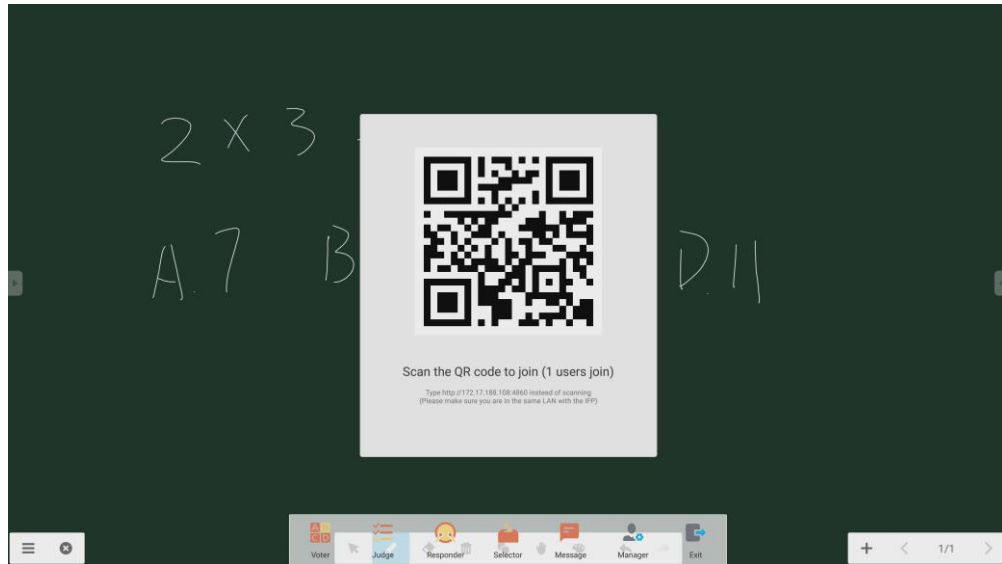 2 X 3
A.7 B D.11
Scan the QR code to join (1 users join)
Type http://172.17.188.108:4860 instead of scanning
(Please make sure you are in the same LAN with the IFP)
A B C D
Voter Judge Responder Selector Message Manager Exit
1/1